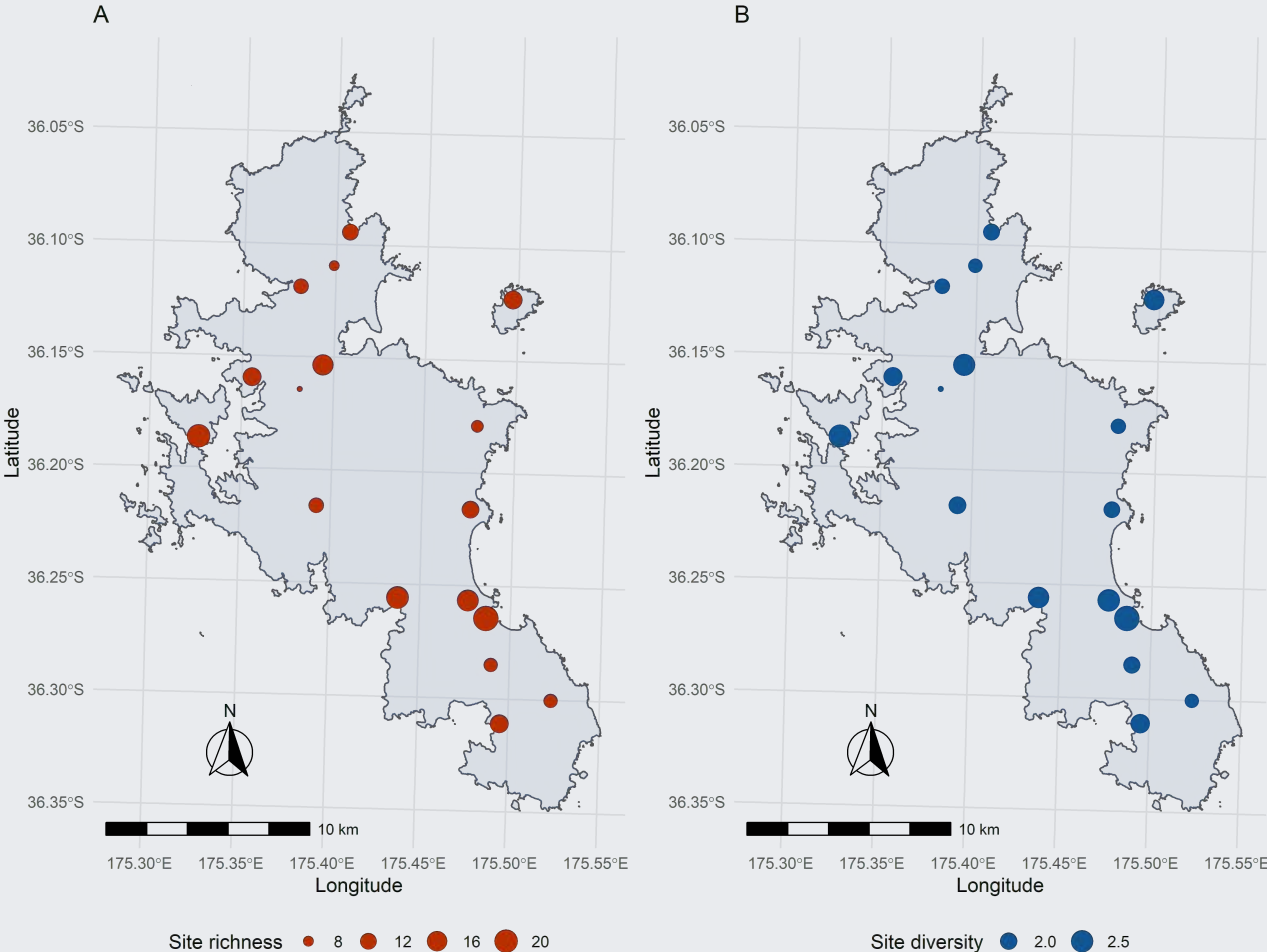 A
B
36.05°S
36.10°S
36.15°S
36.20°S
36.25°S
36.30°S
36.35°S
Latitude
N
10 km
175.30°E 175.35°E 175.40°E 175.45°E 175.50°E 175.55°E
Longitude
Site richness 8 12 16 20
36.05°S
36.10°S
36.15°S
36.20°S
36.25°S
36.30°S
36.35°S
Latitude
N
10 km
175.30°E 175.35°E 175.40°E 175.45°E 175.50°E 175.55°E
Longitude
Site diversity 2.0 2.5